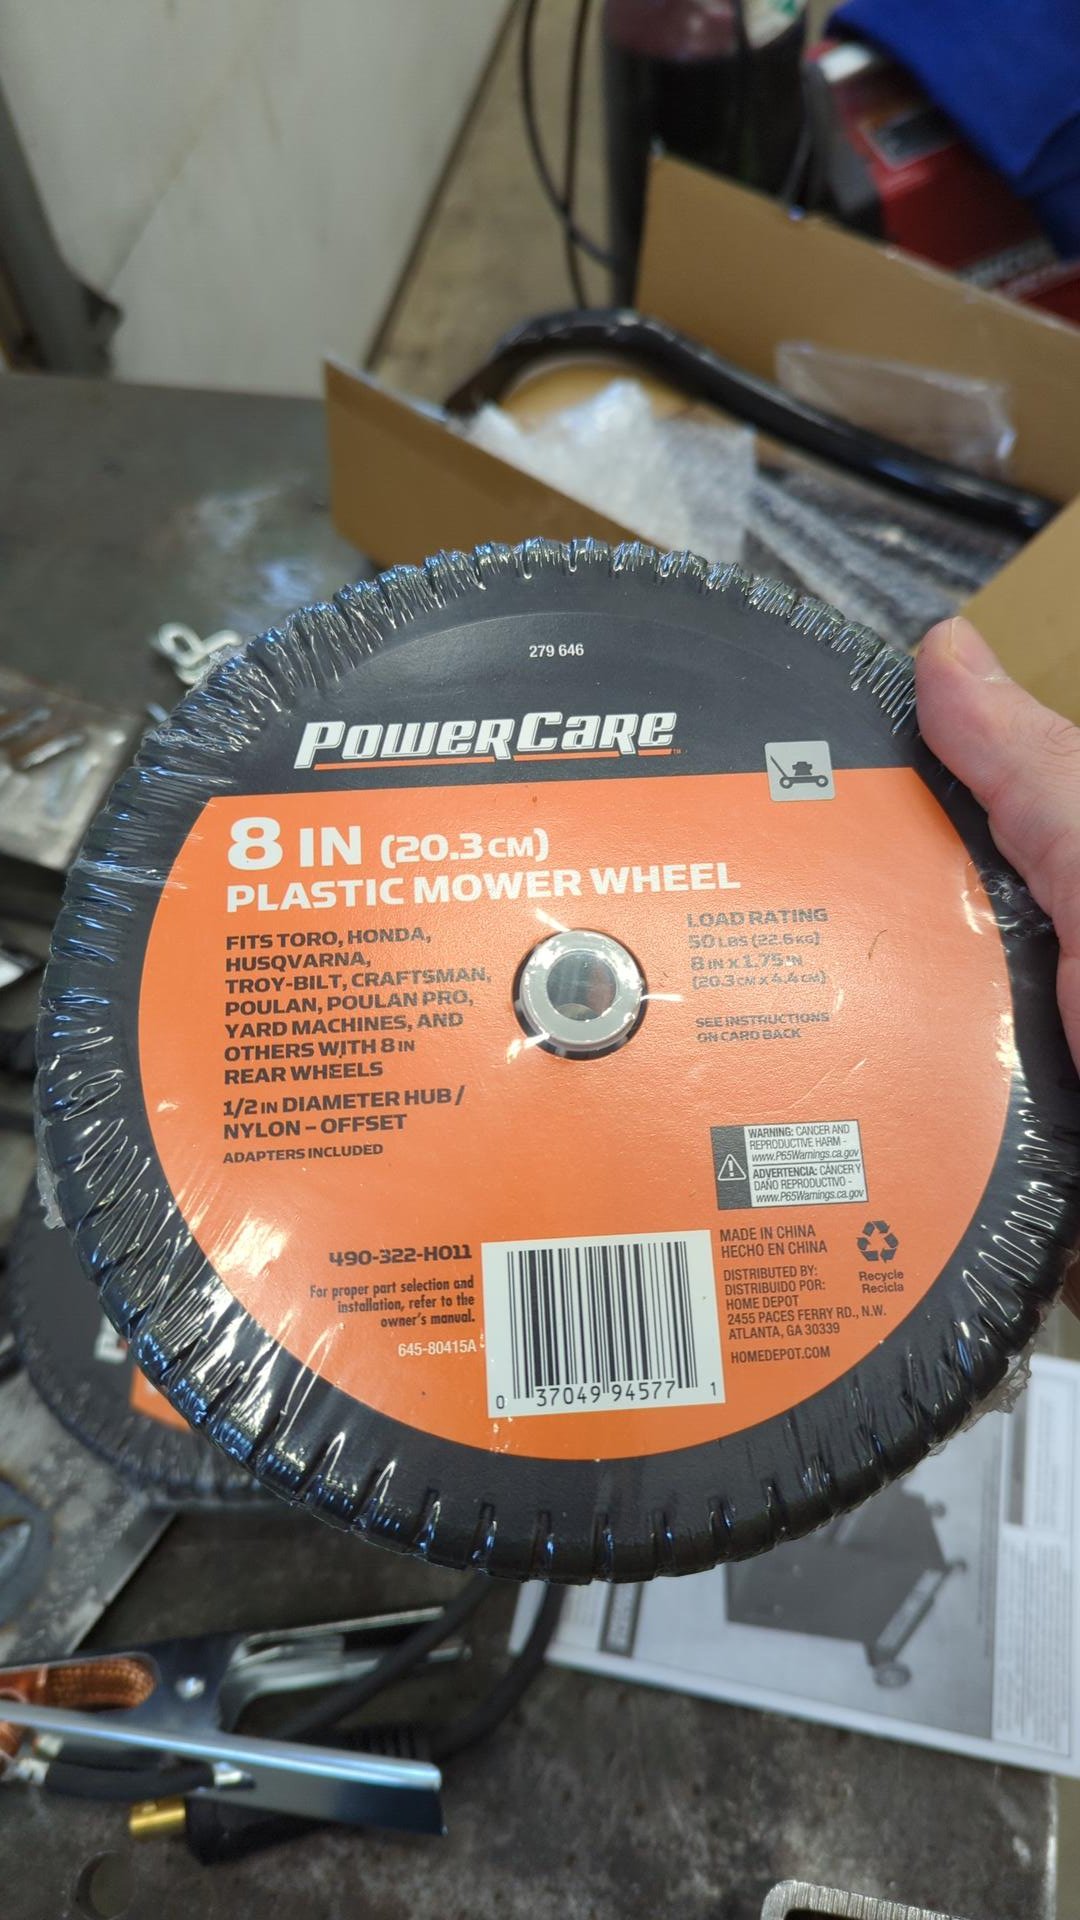 279 646
PowerCare™
8 IN (20.3 CM)
PLASTIC MOWER WHEEL
FITS TORO, HONDA,
HUSQVARNA,
TROY-BILT, CRAFTSMAN,
POULAN, POULAN PRO,
YARD MACHINES, AND
OTHERS WITH 8 IN
REAR WHEELS
1/2 IN DIAMETER HUB /
NYLON – OFFSET
ADAPTERS INCLUDED
LOAD RATING
50 LBS (22.6 KG)
8 IN X 1.75 IN
(20.3 CM X 4.4 CM)
SEE INSTRUCTIONS
ON CARD BACK
WARNING: CANCER AND
REPRODUCTIVE HARM -
www.P65Warnings.ca.gov
ADVERTENCIA: CÁNCER Y
DAÑO REPRODUCTIVO -
www.P65Warnings.ca.gov
490-322-H011
For proper part selection and
installation, refer to the
owner's manual.
645-80415A
0 37049 94577 1
MADE IN CHINA
HECHO EN CHINA
DISTRIBUTED BY:
DISTRIBUIDO POR:
HOME DEPOT
2455 PACES FERRY RD., N.W.
ATLANTA, GA 30339
HOMEDEPOT.COM
Recycle
Recicla